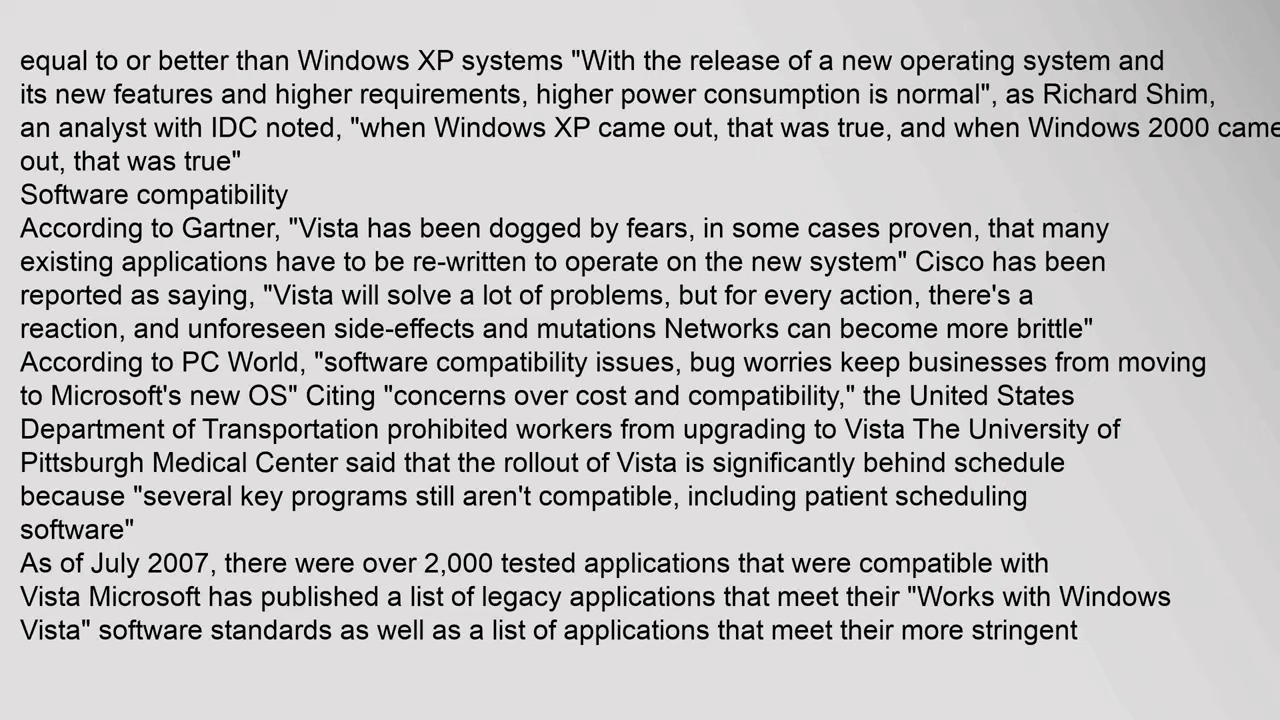 equal to or better than Windows XP systems "With the release of a new operating system and
its new features and higher requirements, higher power consumption is normal", as Richard Shim,
an analyst with IDC noted, "when Windows XP came out, that was true, and when Windows 2000 came
out, that was true"
Software compatibility
According to Gartner, "Vista has been dogged by fears, in some cases proven, that many
existing applications have to be re-written to operate on the new system" Cisco has been
reported as saying, "Vista will solve a lot of problems, but for every action, there's a
reaction, and unforeseen side-effects and mutations Networks can become more brittle"
According to PC World, "software compatibility issues, bug worries keep businesses from moving
to Microsoft's new OS" Citing "concerns over cost and compatibility," the United States
Department of Transportation prohibited workers from upgrading to Vista The University of
Pittsburgh Medical Center said that the rollout of Vista is significantly behind schedule
because "several key programs still aren't compatible, including patient scheduling
software"
As of July 2007, there were over 2,000 tested applications that were compatible with
Vista Microsoft has published a list of legacy applications that meet their "Works with Windows
Vista" software standards as well as a list of applications that meet their more stringent